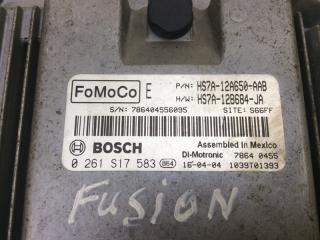 FoMoCo E P/N: HS7A-12A650-AAB
H/W: HS7A-12B684-JA
S/N: 786404556095 SITE: S66FF
BOSCH Assembled in Mexico
DI-Motronic 7864 0455
0 261 S17 583 864 16-04-04 1039T01393
FUSION